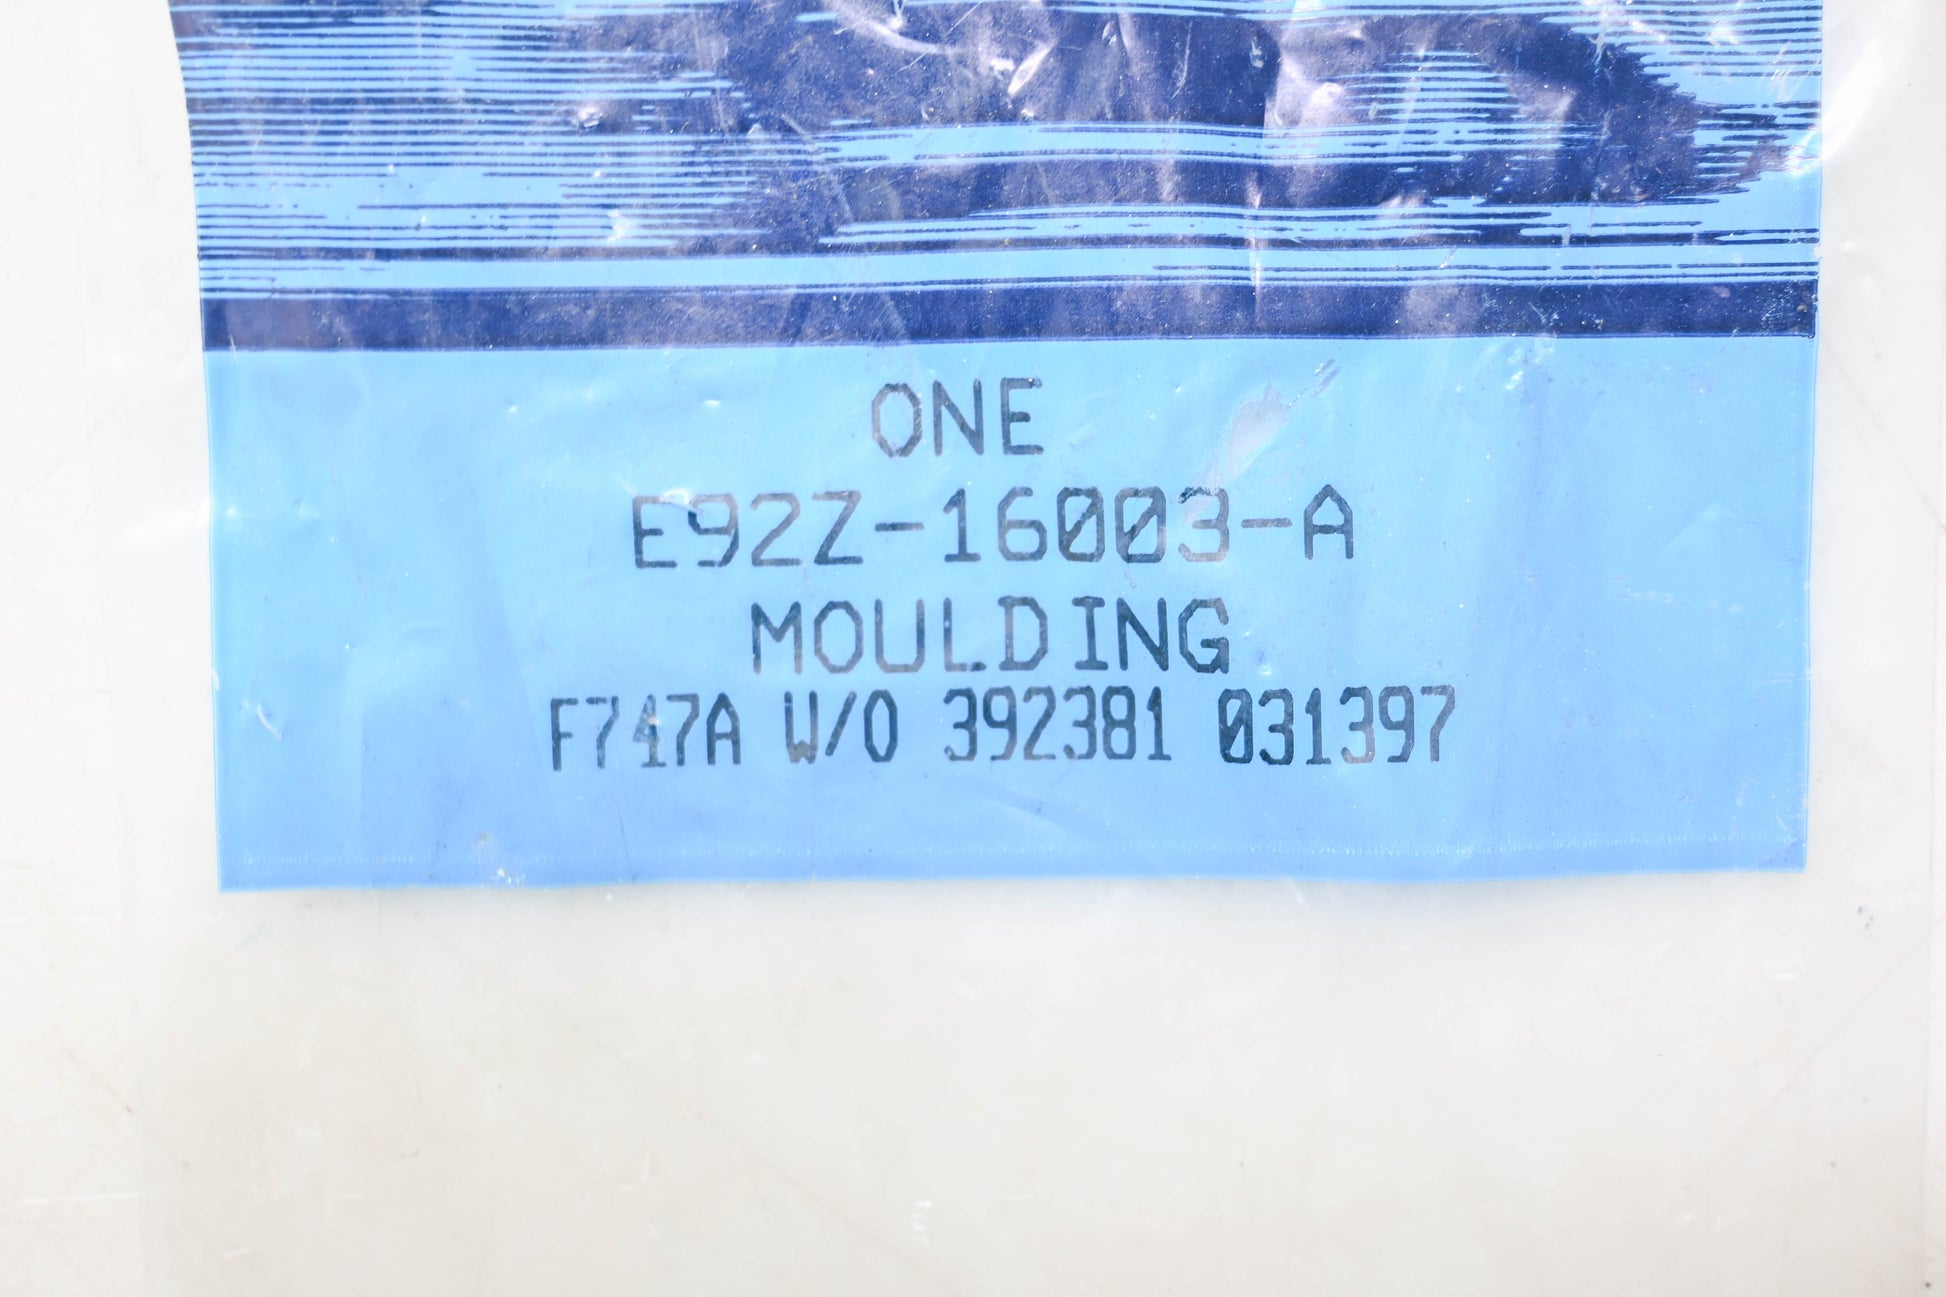 ONE
E92Z-16003-A
MOULDING
F747A W/O 392381 031397